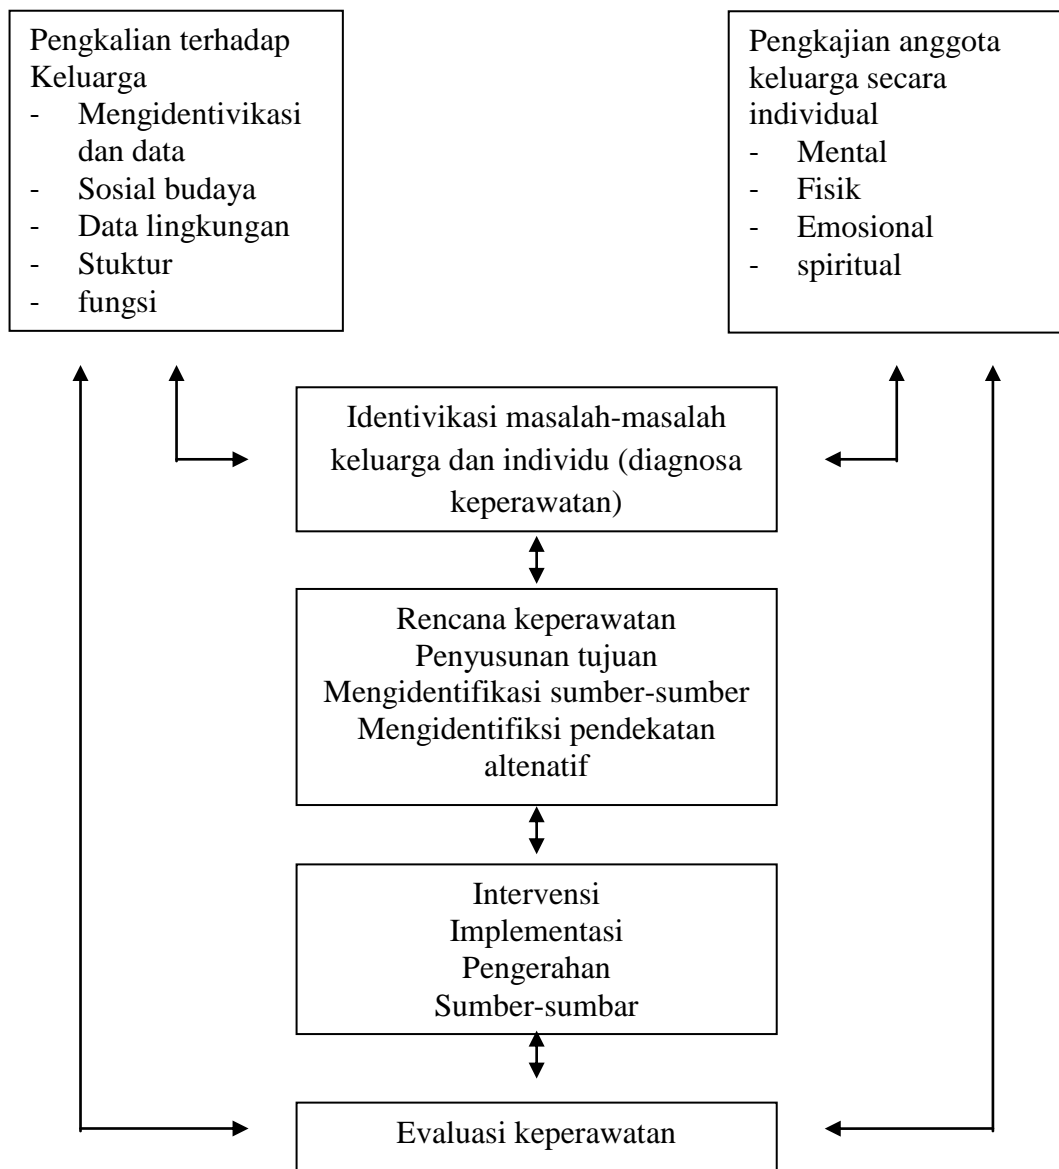 Pengkalian terhadap
Keluarga
- Mengidentivikasi
dan data
- Sosial budaya
- Data lingkungan
- Stuktur
- fungsi
Pengkajian anggota
keluarga secara
individual
- Mental
- Fisik
- Emosional
- spiritual
Identivikasi masalah-masalah
keluarga dan individu (diagnosa
keperawatan)
Rencana keperawatan
Penyusunan tujuan
Mengidentifikasi sumber-sumber
Mengidentifiksi pendekatan
altenatif
Intervensi
Implementasi
Pengerahan
Sumber-sumbar
Evaluasi keperawatan